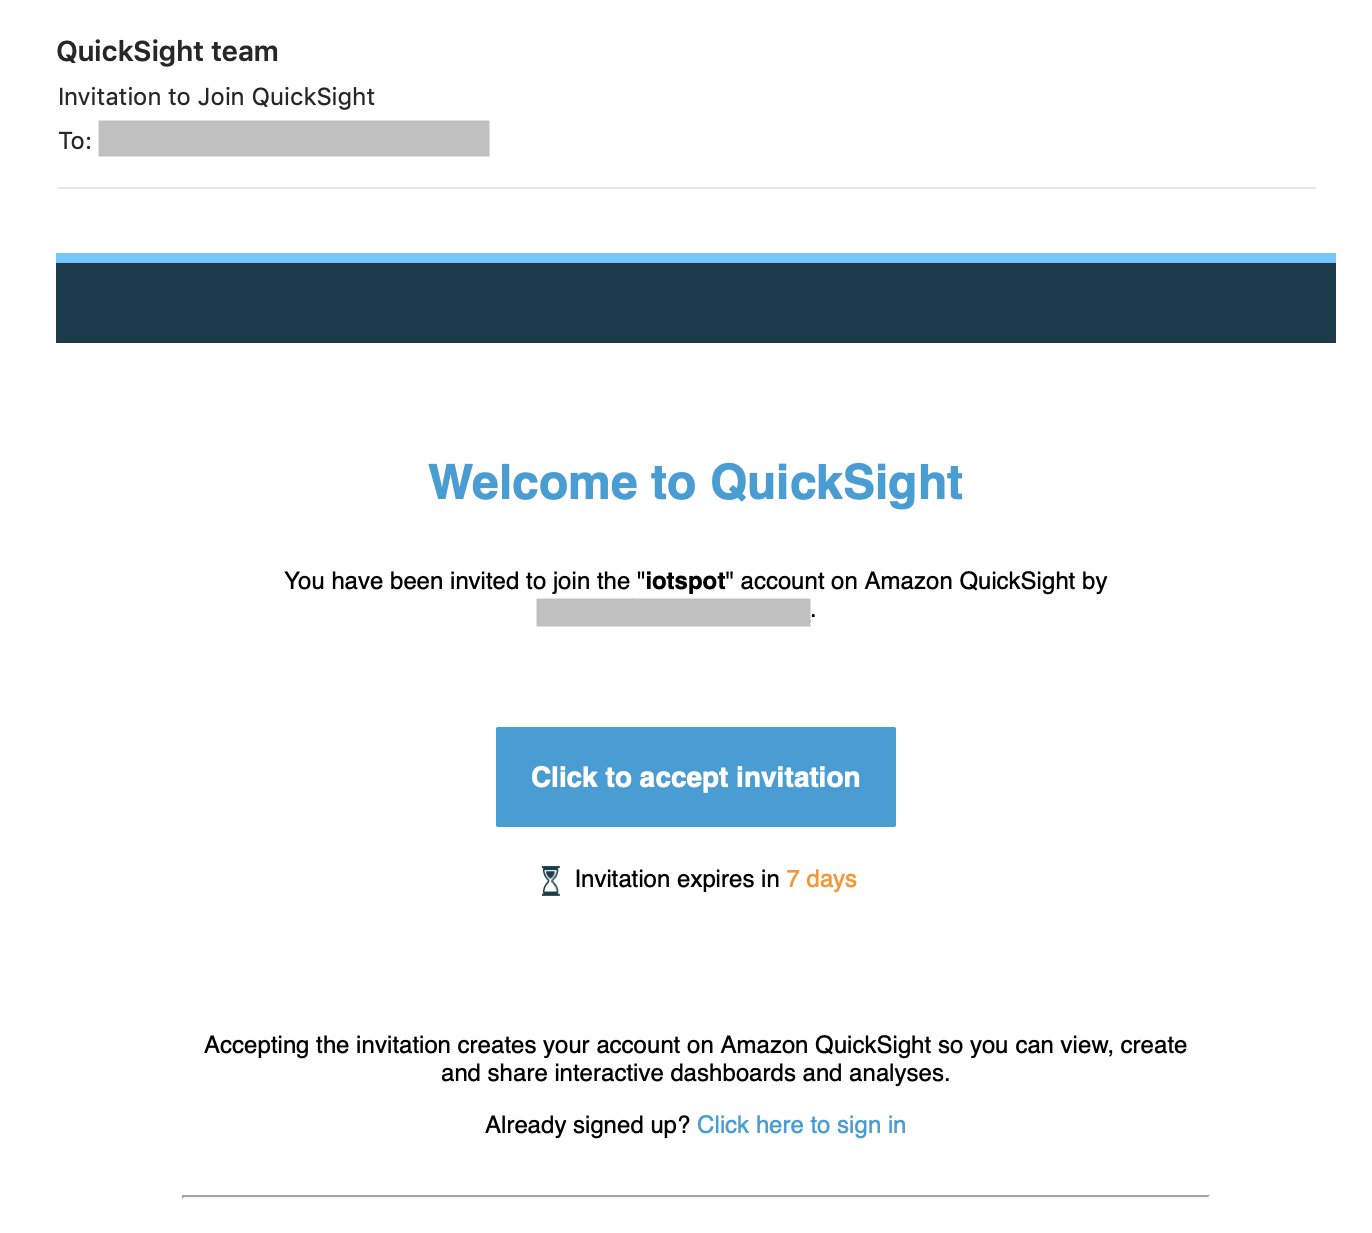 QuickSight team
Invitation to Join QuickSight
To:
Welcome to QuickSight
You have been invited to join the "iotspot" account on Amazon QuickSight by
.
Click to accept invitation
Invitation expires in 7 days
Accepting the invitation creates your account on Amazon QuickSight so you can view, create
and share interactive dashboards and analyses.
Already signed up? Click here to sign in